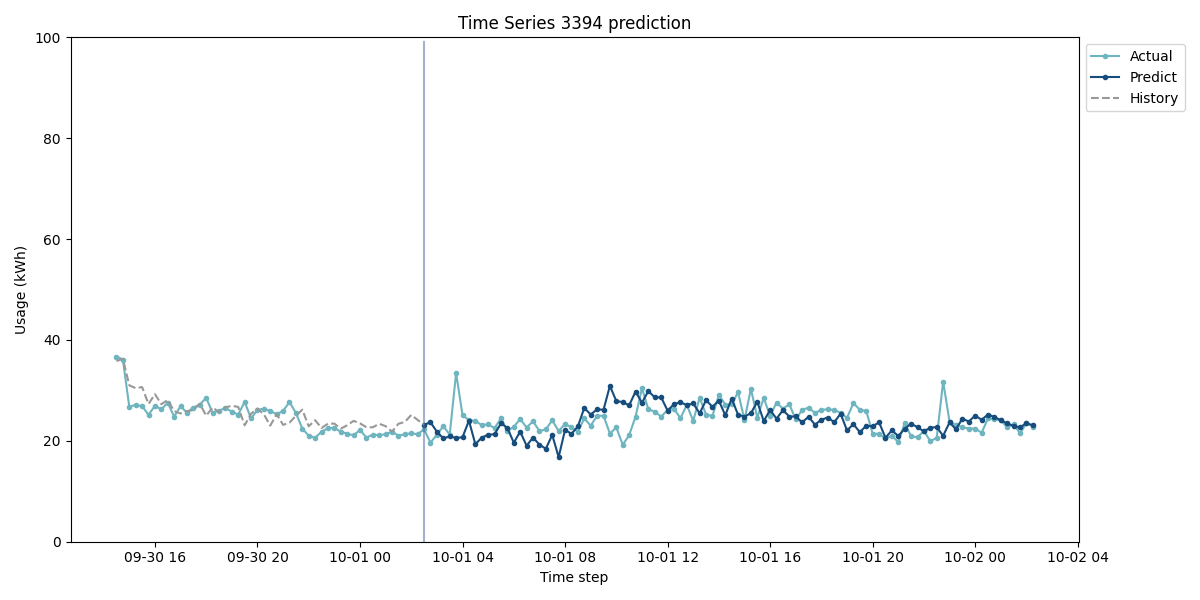 Time Series 3394 prediction
100
80
60
40
20
0
Usage (kWh)
09-30 16
09-30 20
10-01 00
10-01 04
10-01 08
10-01 12
10-01 16
10-01 20
10-02 00
10-02 04
Time step
Actual
Predict
History